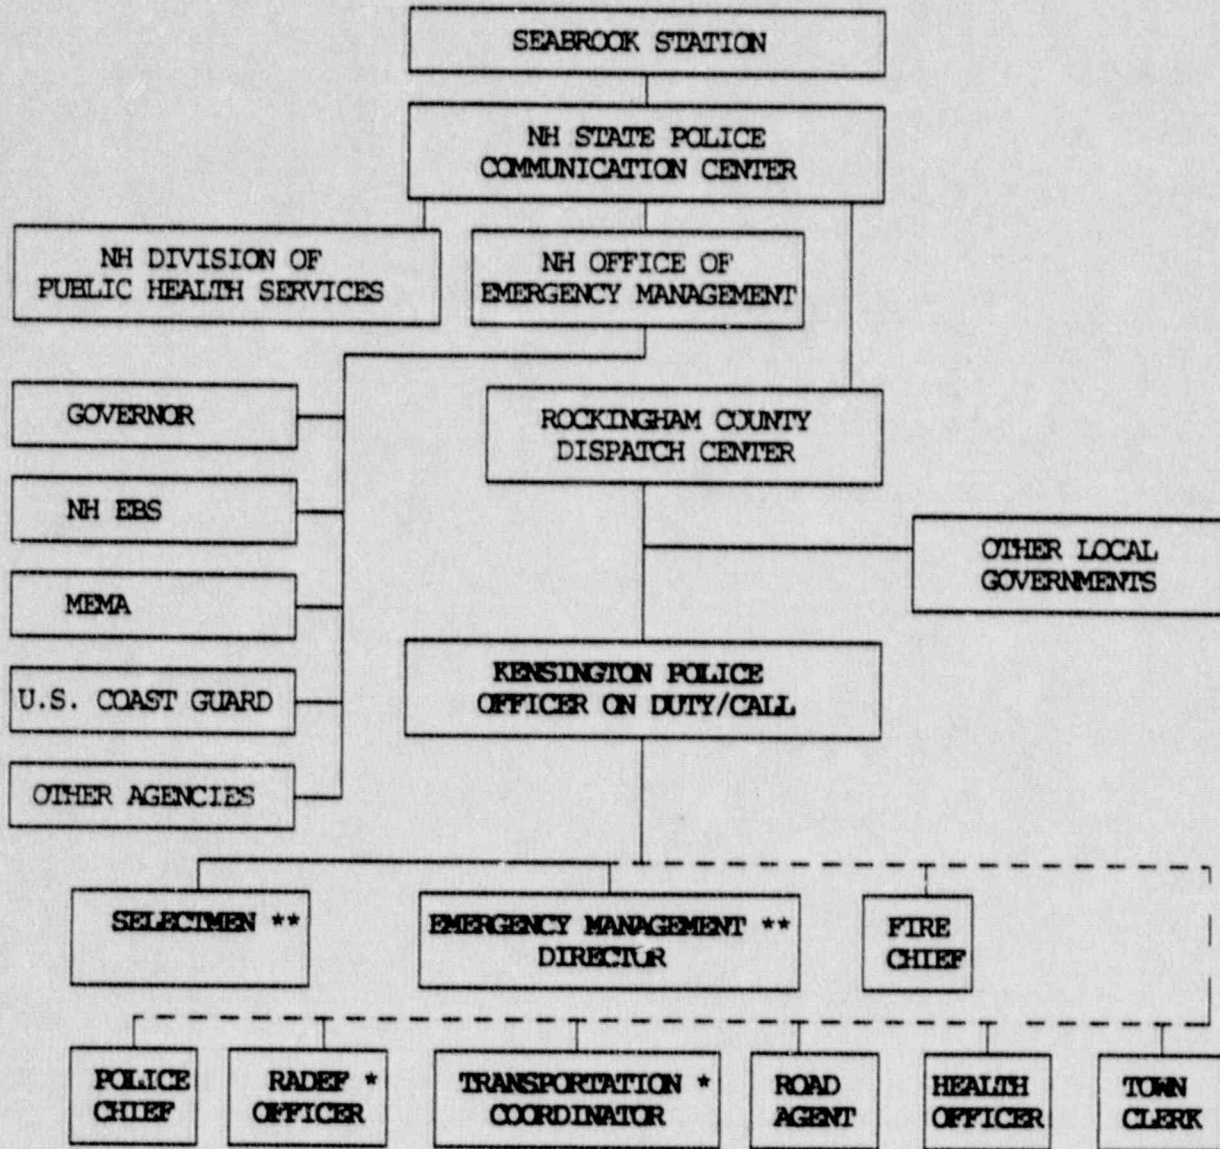 SEABROOK STATION
NH STATE POLICE
COMMUNICATION CENTER
NH DIVISION OF
PUBLIC HEALTH SERVICES
NH OFFICE OF
EMERGENCY MANAGEMENT
GOVERNOR
ROCKINGHAM COUNTY
DISPATCH CENTER
NH EBS
OTHER LOCAL
GOVERNMENTS
MEMA
KENSINGTON POLICE
OFFICER ON DUTY/CALL
U.S. COAST GUARD
OTHER AGENCIES
SELECTMEN **
EMERGENCY MANAGEMENT **
DIRECTOR
FIRE
CHIEF
POLICE
CHIEF
RADEF *
OFFICER
TRANSPORTATION *
COORDINATOR
ROAD
AGENT
HEALTH
OFFICER
TOWN
CLERK